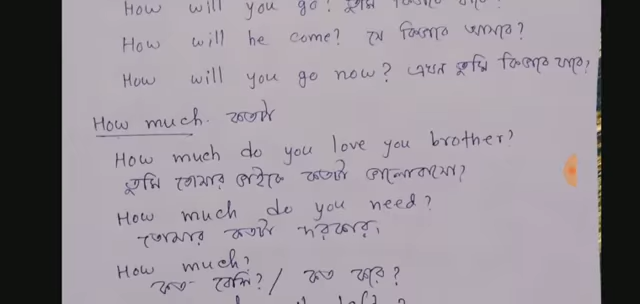 How will you go? তুমি কিভাবে যাবে?
How will he come? সে কিভাবে আসবে?
How will you go now? এখন তুমি কিভাবে যাবে?
How much. কতটা
How much do you love you brother?
তুমি তোমার ভাইকে কতটা ভালোবাসো?
How much do you need?
তোমার কতটা দরকার।
How much?
কত বেশি? / কত করে?